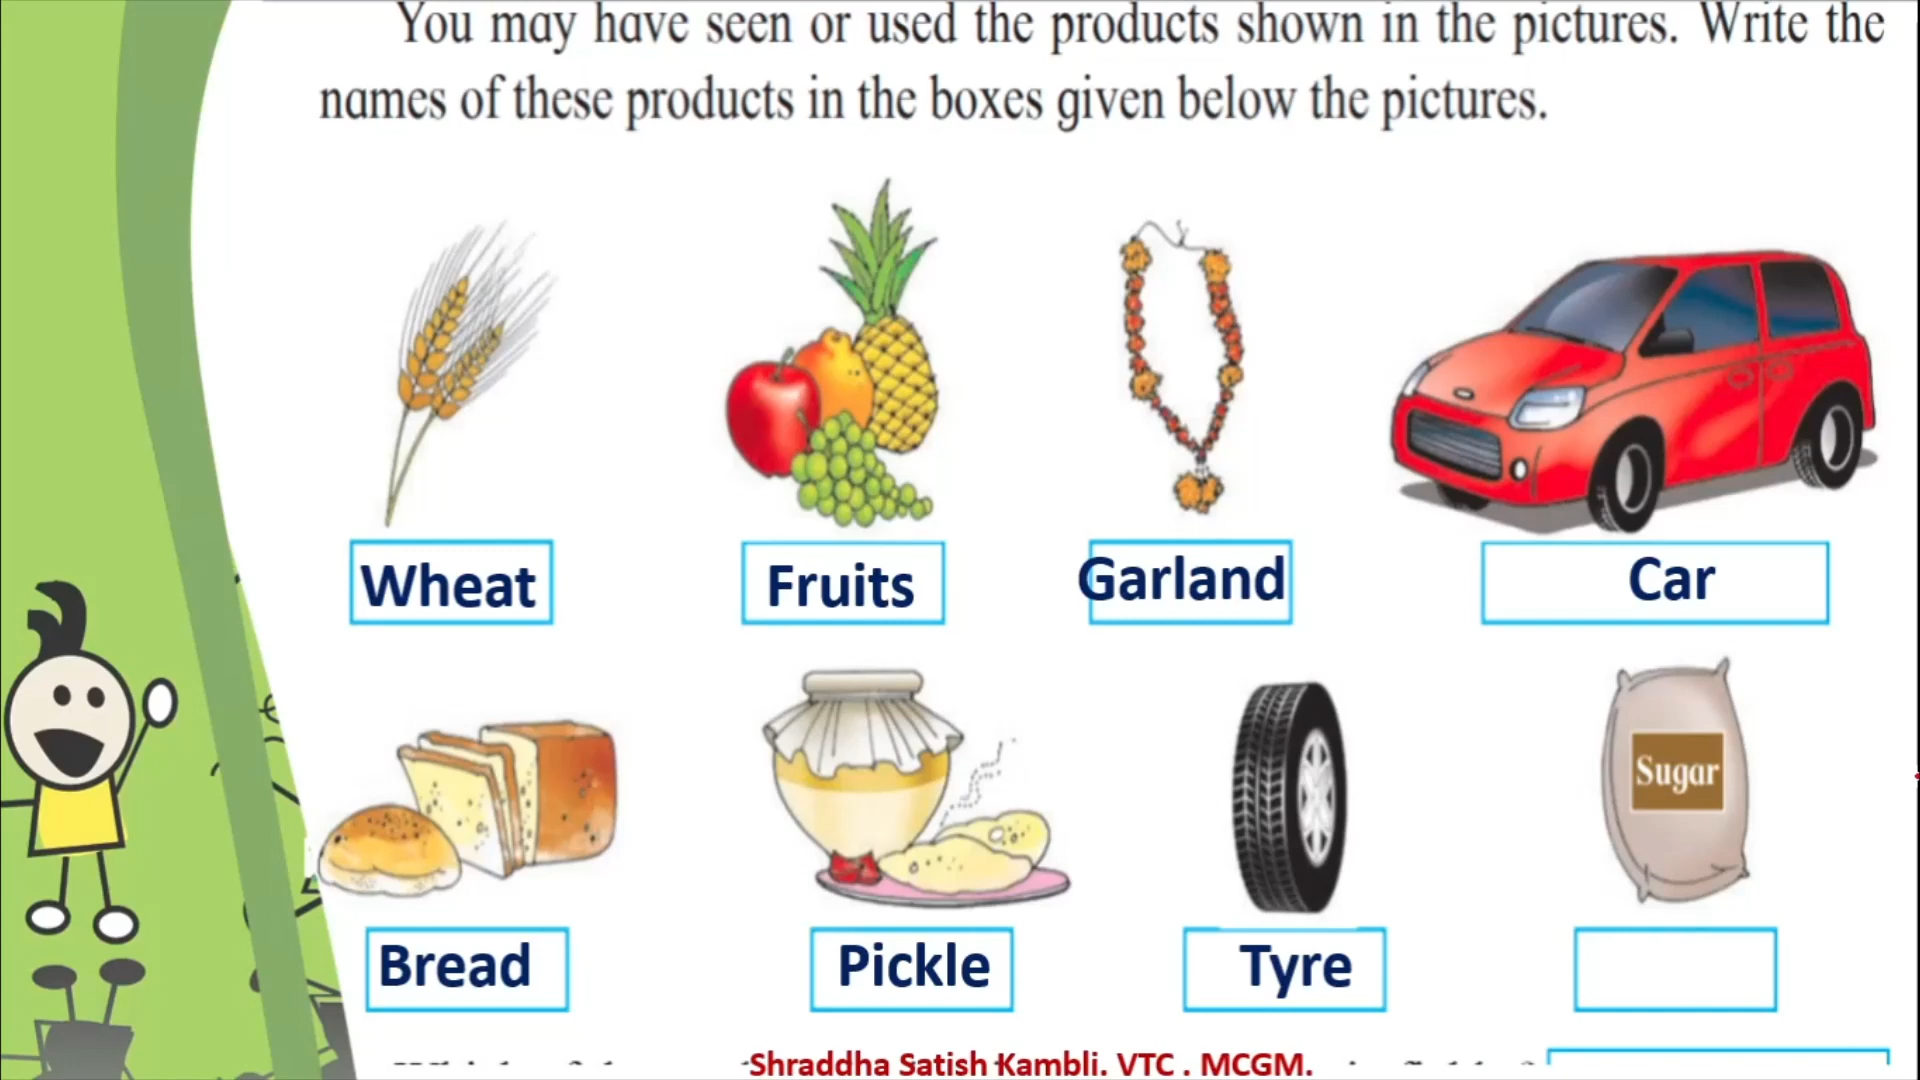 You may have seen or used the products shown in the pictures. Write the
names of these products in the boxes given below the pictures.
Wheat
Fruits
Garland
Car
Sugar
Bread
Pickle
Tyre
Shraddha Satish Kambli. VTC . MCGM.